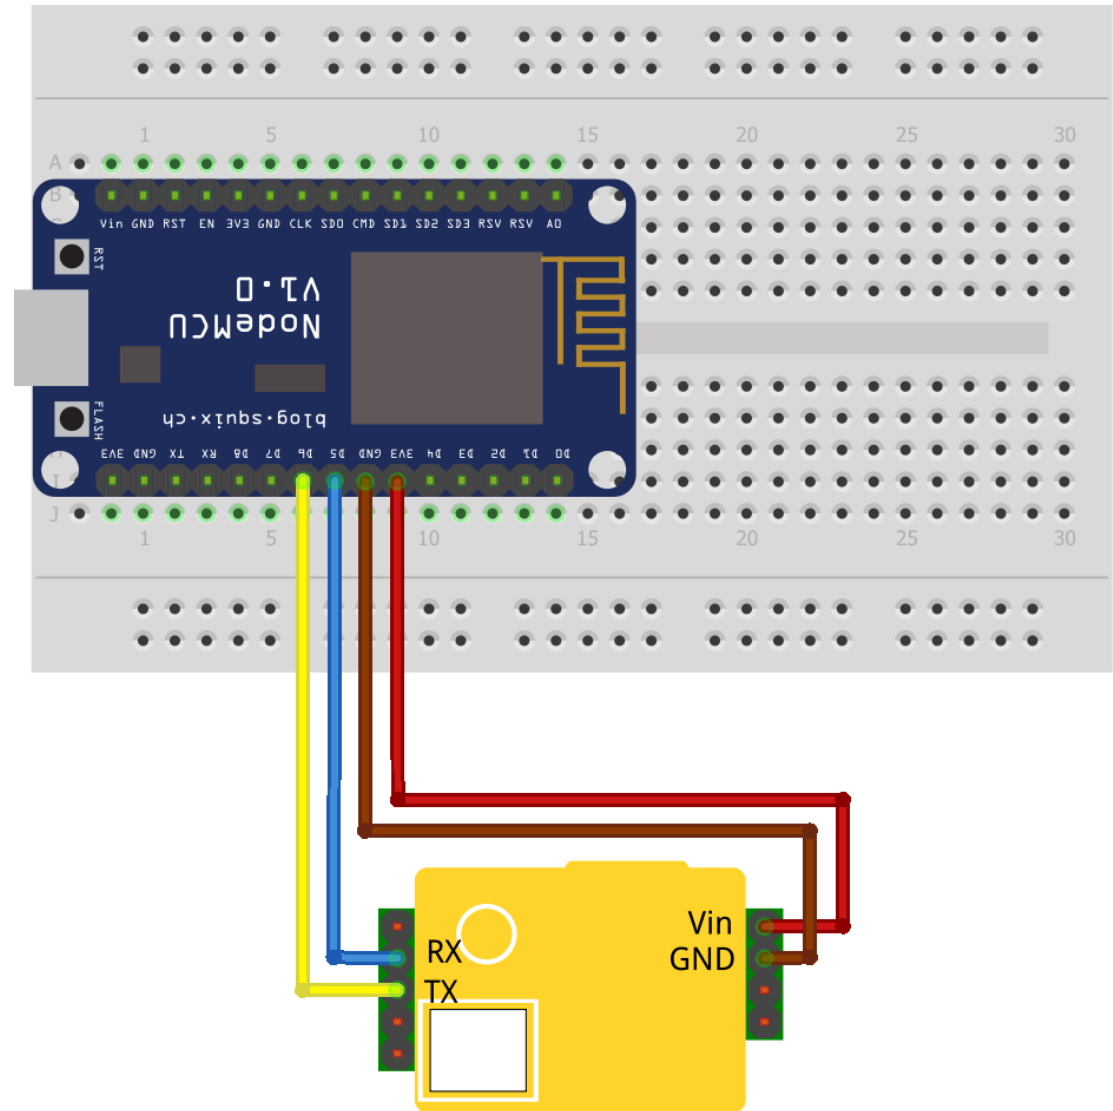 1 5 10 15 20 25 30
A
B
Vin GND RST EN 3V3 GND CLK SD0 CMD SD1 SD2 SD3 RSV RSV A0
RST
V1.0
NodeMCU
FLASH
blog.squix.ch
3V3 GND TX RX D8 D7 D6 D5 GND 3V3 D4 D3 D2 D1 D0
I
J
1 5 10 15 20 25 30
Vin
RX
GND
TX